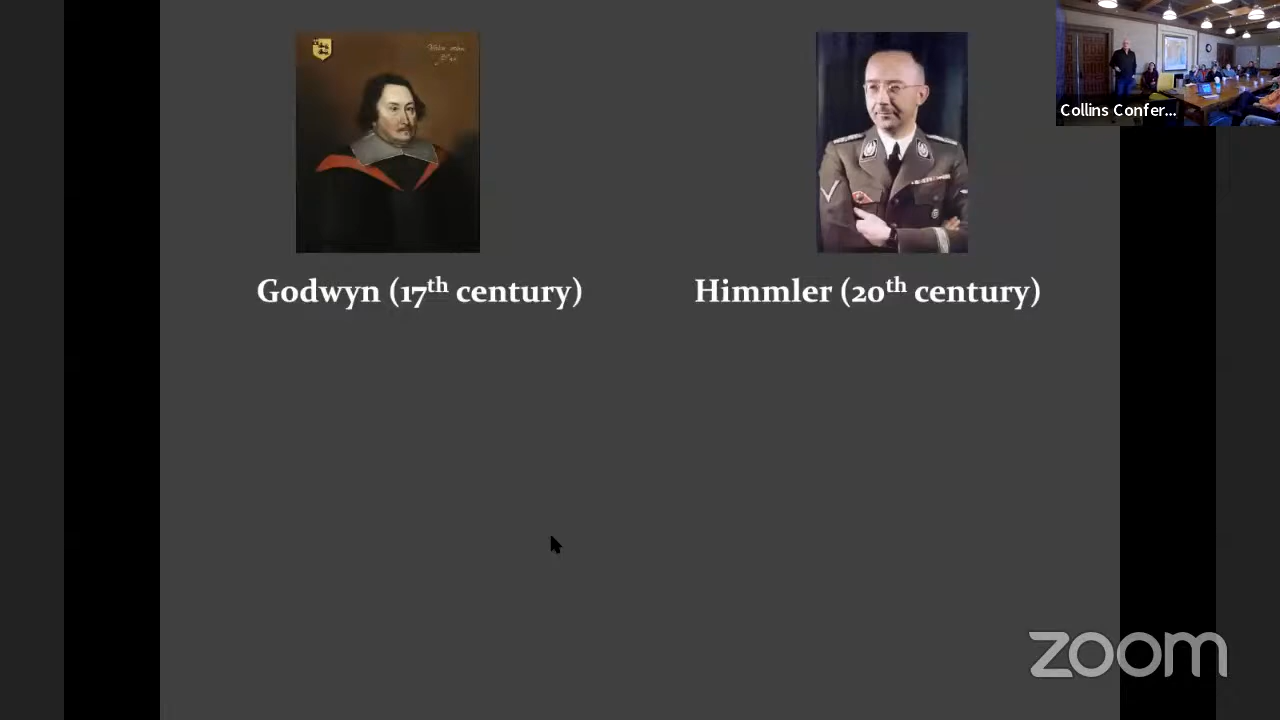 Collins Confer...
Godwyn (17th century)
Himmler (20th century)
zoom